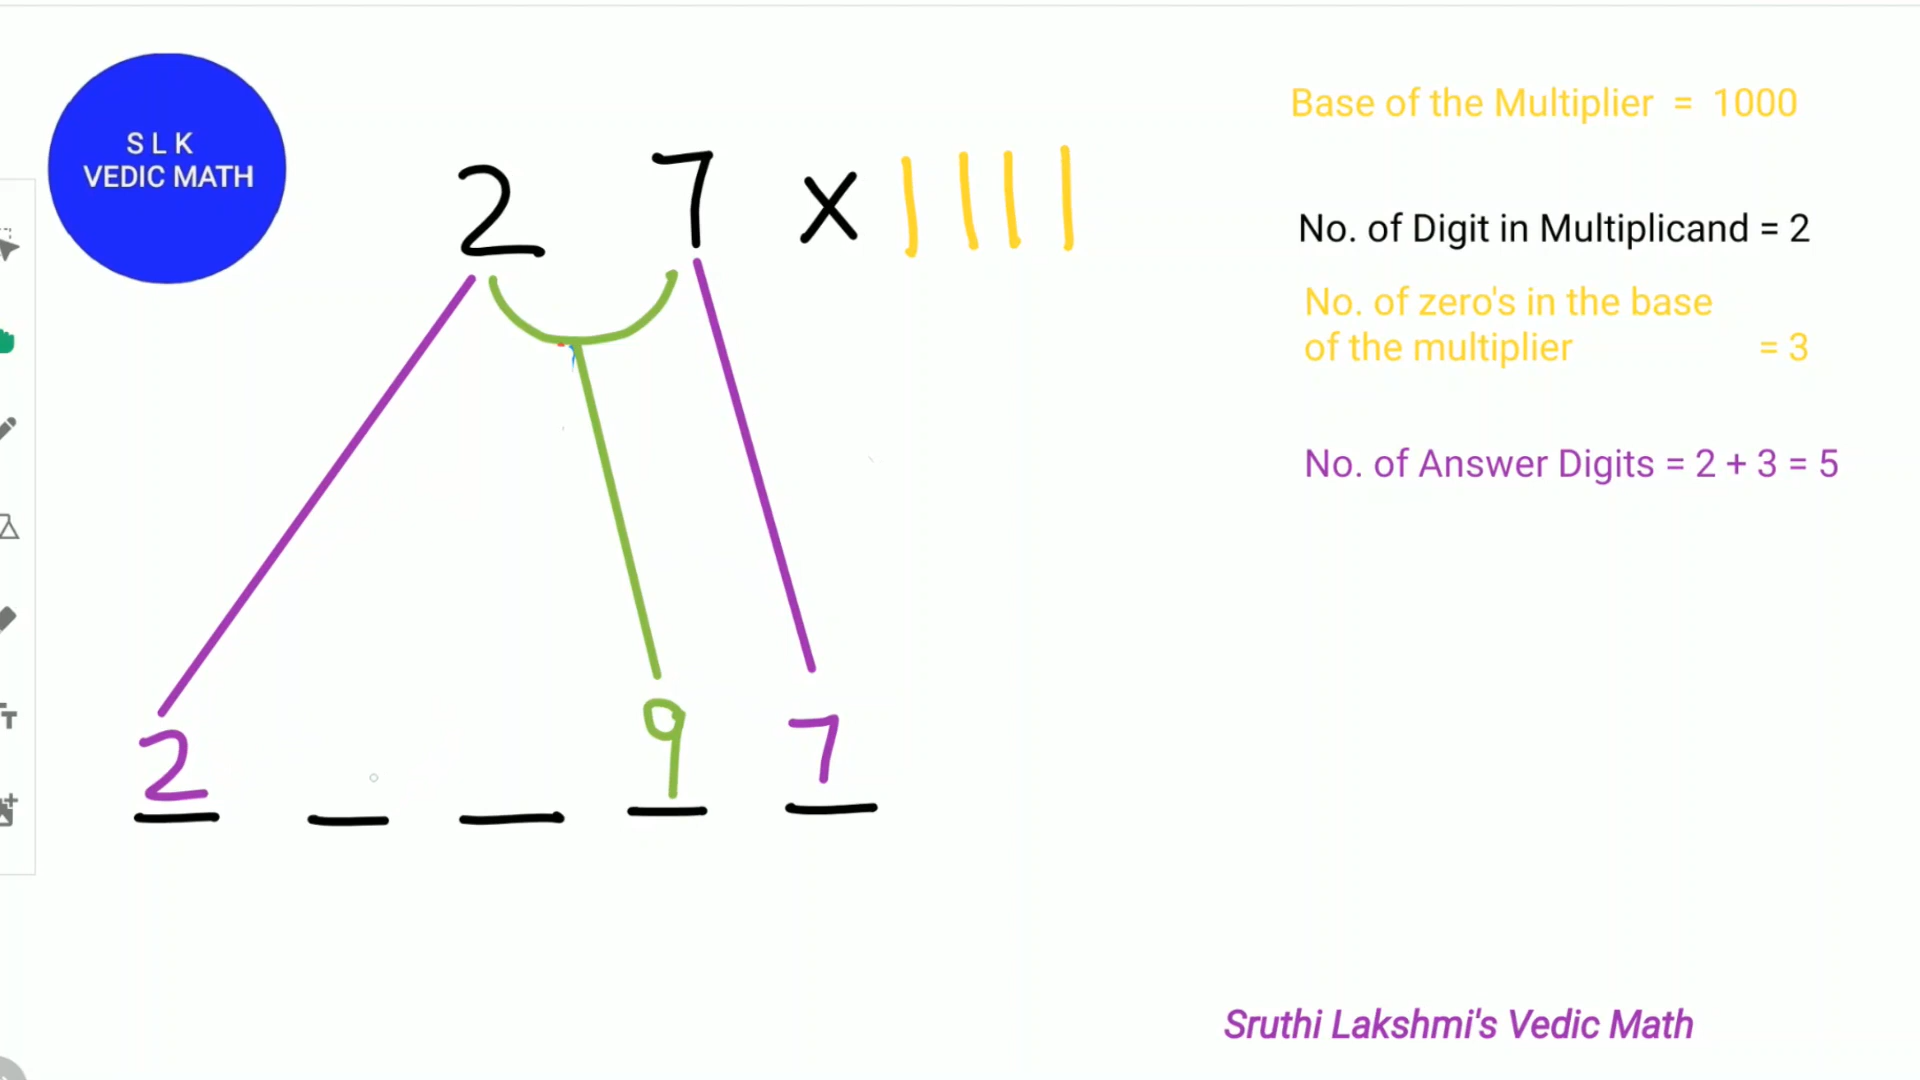 S L K
VEDIC MATH
2 7 x 1111
2 _ _ 9 7
Base of the Multiplier = 1000
No. of Digit in Multiplicand = 2
No. of zero's in the base
of the multiplier = 3
No. of Answer Digits = 2 + 3 = 5
Sruthi Lakshmi's Vedic Math